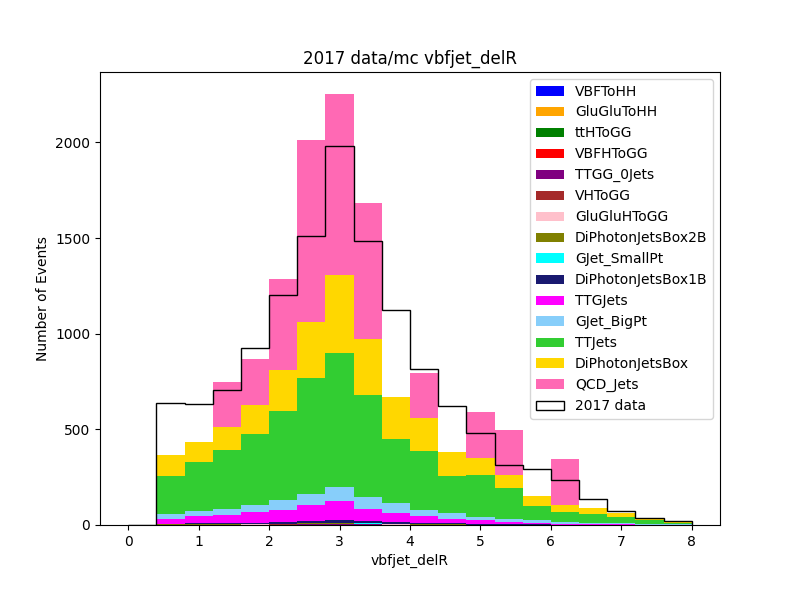 2017 data/mc vbfjet_delR
Number of Events
2000
1500
1000
500
0
0 1 2 3 4 5 6 7 8
vbfjet_delR
VBFToHH
GluGluToHH
ttHToGG
VBFHToGG
TTGG_0Jets
VHToGG
GluGluHToGG
DiPhotonJetsBox2B
GJet_SmallPt
DiPhotonJetsBox1B
TTGJets
GJet_BigPt
TTJets
DiPhotonJetsBox
QCD_Jets
2017 data